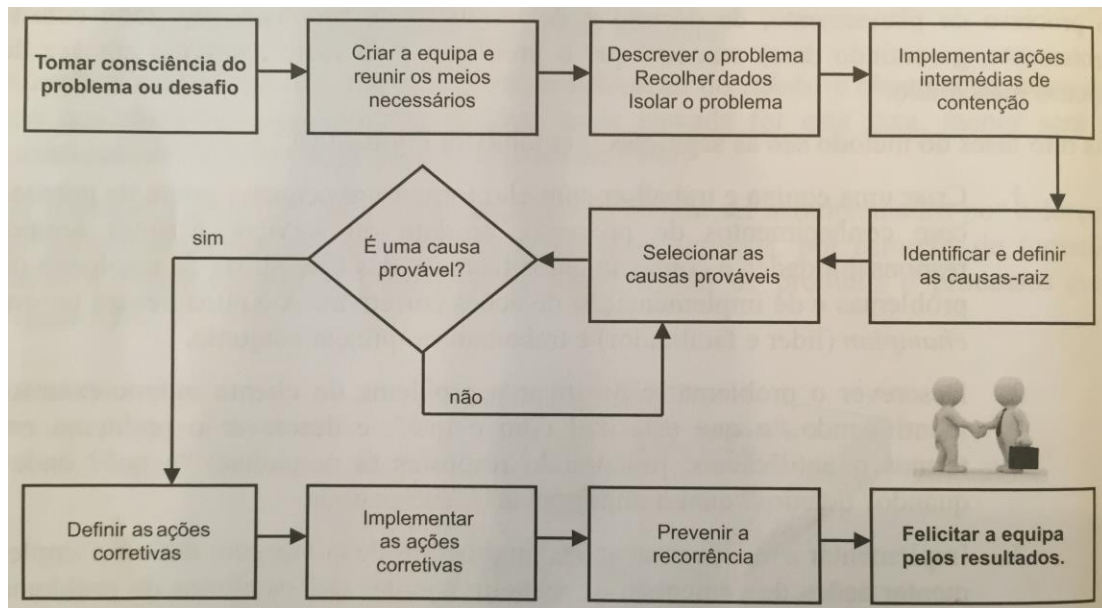 Tomar consciência do
problema ou desafio
Criar a equipa e
reunir os meios
necessários
Descrever o problema
Recolher dados
Isolar o problema
Implementar ações
intermédias de
contenção
Identificar e definir
as causas-raiz
Selecionar as
causas prováveis
É uma causa
provável?
sim
não
Definir as ações
corretivas
Implementar
as ações
corretivas
Prevenir a
recorrência
Felicitar a equipa
pelos resultados.